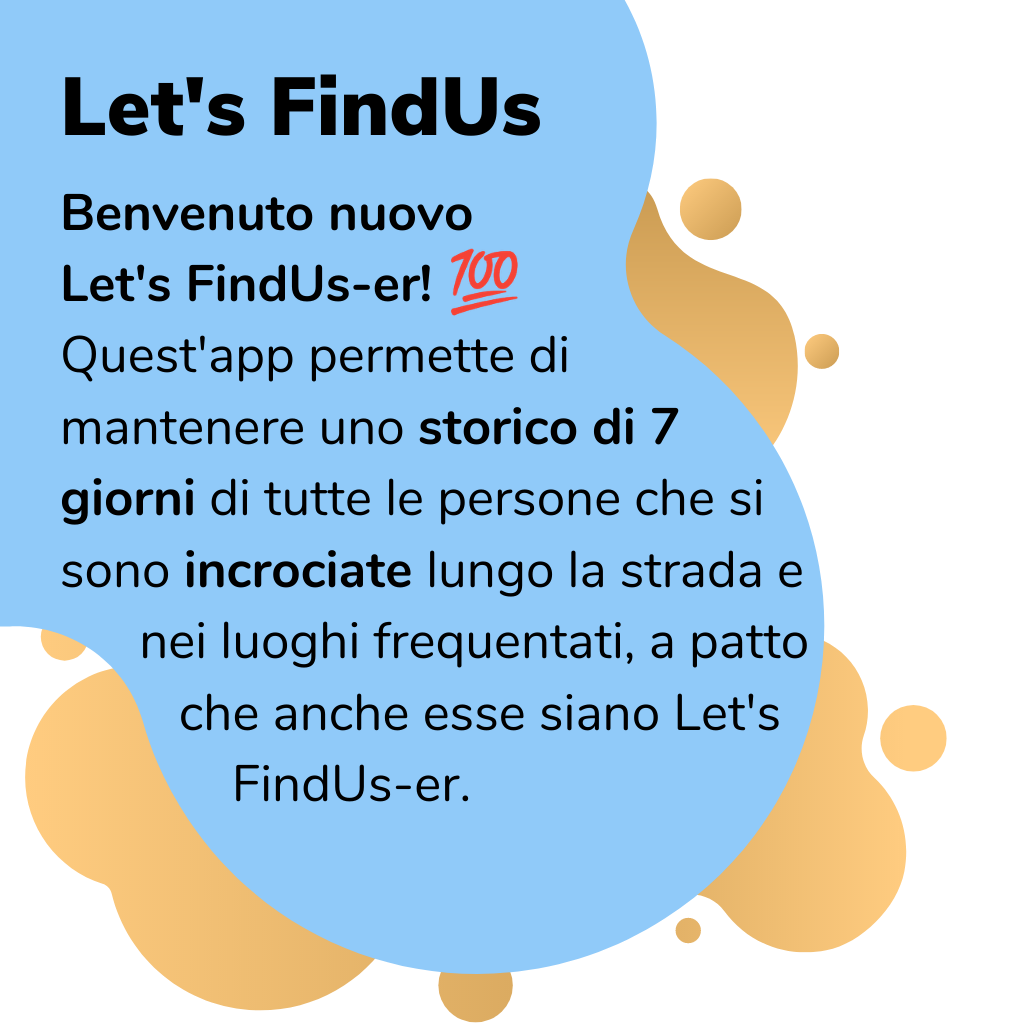 Let's FindUs
Benvenuto nuovo
Let's FindUs-er! 💯
Quest'app permette di
mantenere uno storico di 7
giorni di tutte le persone che si
sono incrociate lungo la strada e
nei luoghi frequentati, a patto
che anche esse siano Let's
FindUs-er.